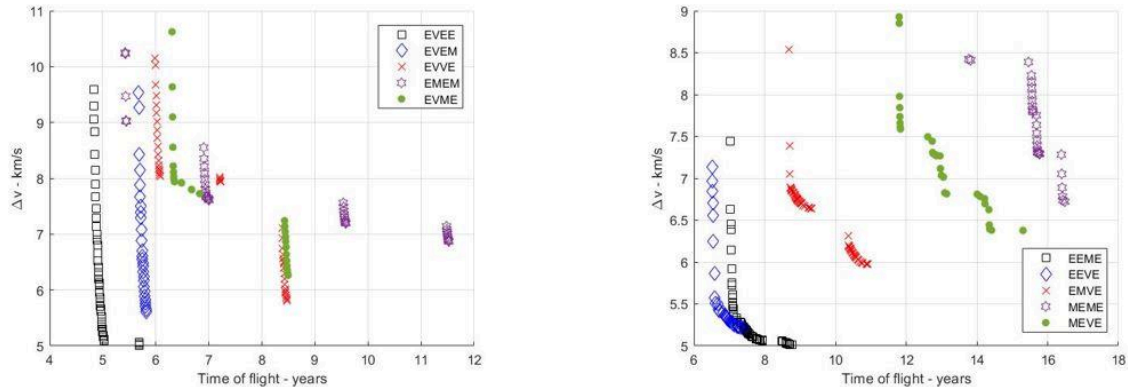 11
10
9
8
7
6
5
Δv - km/s
4 5 6 7 8 9 10 11 12
Time of flight - years
EVEE
EVEM
EVVE
EMEM
EVME
9
8.5
8
7.5
7
6.5
6
5.5
5
Δv - km/s
6 8 10 12 14 16 18
Time of flight - years
EEME
EEVE
EMVE
MEME
MEVE